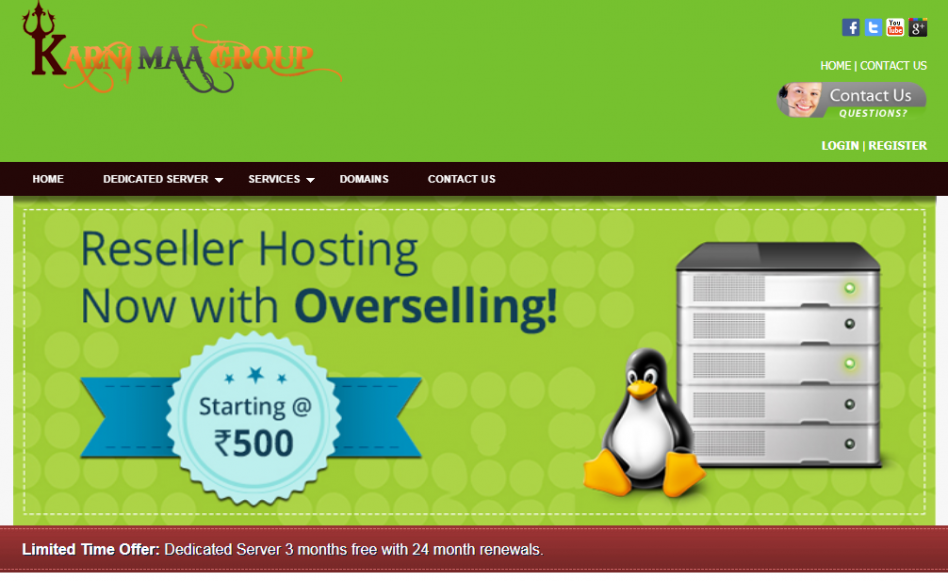 KARNI MAA GROUP
You
Tube
HOME | CONTACT US
Contact Us
QUESTIONS?
LOGIN | REGISTER
HOME DEDICATED SERVER SERVICES DOMAINS CONTACT US
Reseller Hosting
Now with Overselling!
Starting @
₹500
Limited Time Offer: Dedicated Server 3 months free with 24 month renewals.